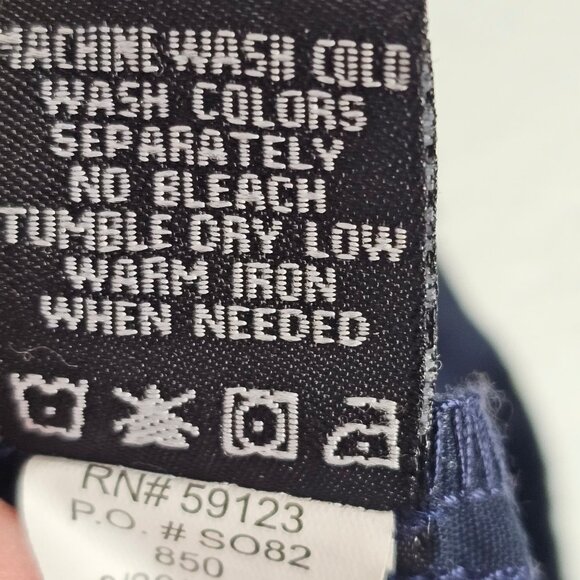 MACHINE WASH COLD
WASH COLORS
SEPARATELY
NO BLEACH
TUMBLE DRY LOW
WARM IRON
WHEN NEEDED
RN# 59123
P.O. # SO82
850